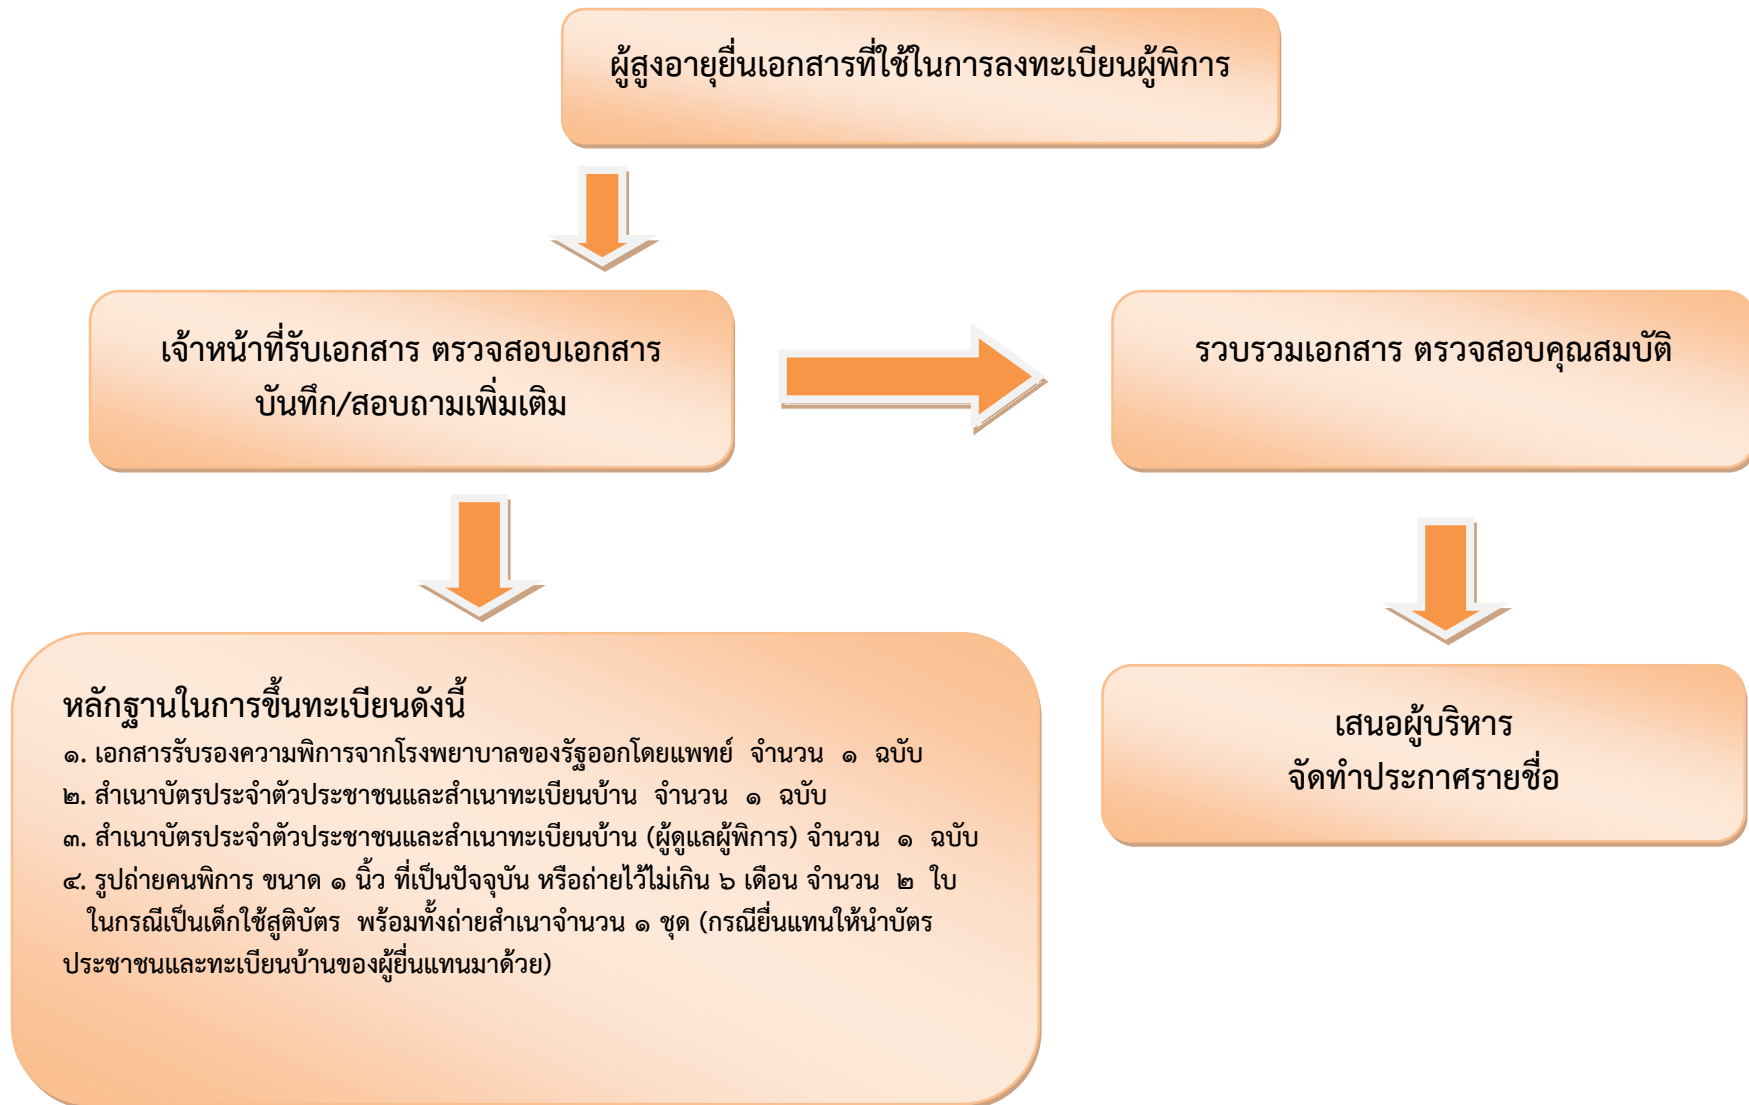 ผู้สูงอายุยื่นเอกสารที่ใช้ในการลงทะเบียนผู้พิการ
เจ้าหน้าที่รับเอกสาร ตรวจสอบเอกสาร
บันทึก/สอบถามเพิ่มเติม
รวบรวมเอกสาร ตรวจสอบคุณสมบัติ
หลักฐานในการขึ้นทะเบียนดังนี้
๑. เอกสารรับรองความพิการจากโรงพยาบาลของรัฐออกโดยแพทย์ จำนวน ๑ ฉบับ
๒. สำเนาบัตรประจำตัวประชาชนและสำเนาทะเบียนบ้าน จำนวน ๑ ฉบับ
๓. สำเนาบัตรประจำตัวประชาชนและสำเนาทะเบียนบ้าน (ผู้ดูแลผู้พิการ) จำนวน ๑ ฉบับ
๔. รูปถ่ายคนพิการ ขนาด ๑ นิ้ว ที่เป็นปัจจุบัน หรือถ่ายไว้ไม่เกิน ๖ เดือน จำนวน ๒ ใบ
ในกรณีเป็นเด็กใช้สูติบัตร พร้อมทั้งถ่ายสำเนาจำนวน ๑ ชุด (กรณียื่นแทนให้นำบัตร
ประชาชนและทะเบียนบ้านของผู้ยื่นแทนมาด้วย)
เสนอผู้บริหาร
จัดทำประกาศรายชื่อ